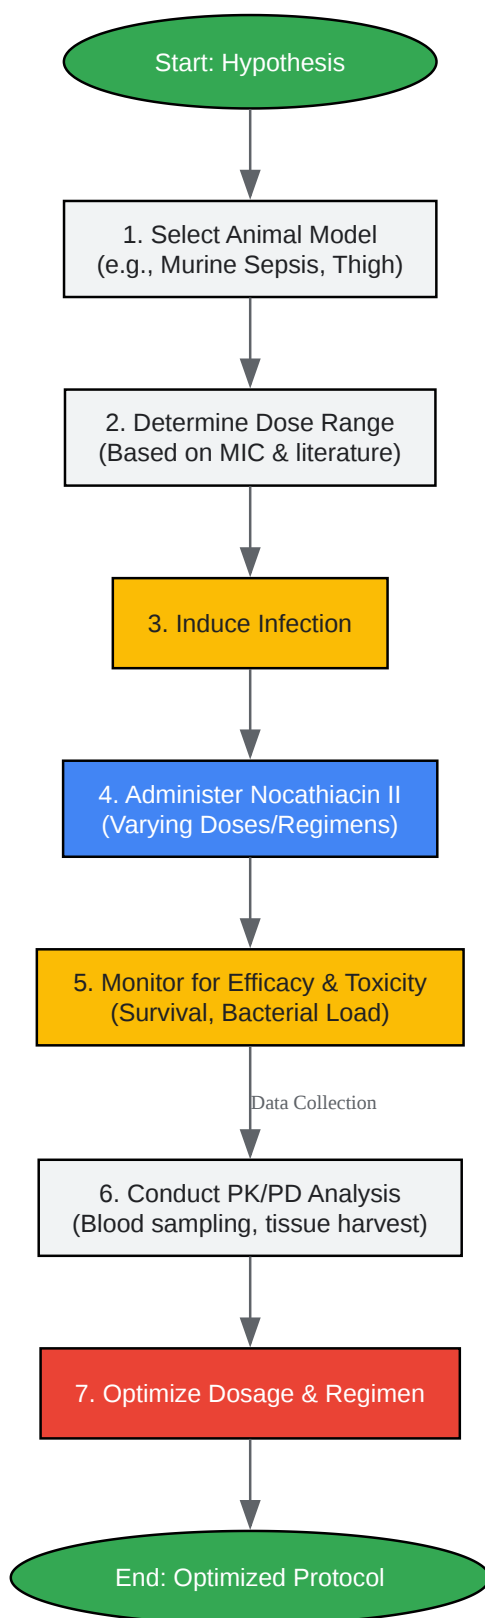 Start: Hypothesis
1. Select Animal Model
(e.g., Murine Sepsis, Thigh)
2. Determine Dose Range
(Based on MIC & literature)
3. Induce Infection
4. Administer Nocathiacin II
(Varying Doses/Regimens)
5. Monitor for Efficacy & Toxicity
(Survival, Bacterial Load)
Data Collection
6. Conduct PK/PD Analysis
(Blood sampling, tissue harvest)
7. Optimize Dosage & Regimen
End: Optimized Protocol